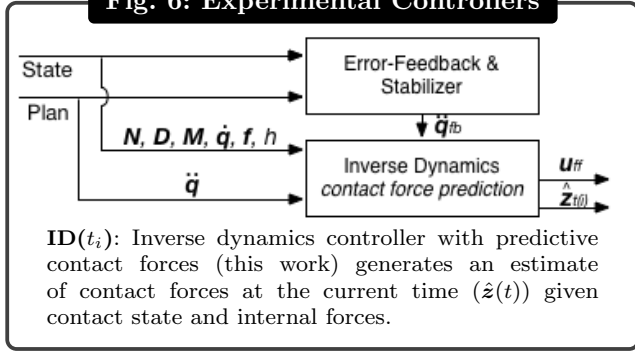 Fig. 6: Experimental Controllers
State
Error-Feedback &
Stabilizer
Plan
q̈fb
N, D, M, q̇, f, h
Inverse Dynamics
contact force prediction
uff
ẑt(i)
q̈
ID(ti): Inverse dynamics controller with predictive
contact forces (this work) generates an estimate
of contact forces at the current time (ẑ(t)) given
contact state and internal forces.